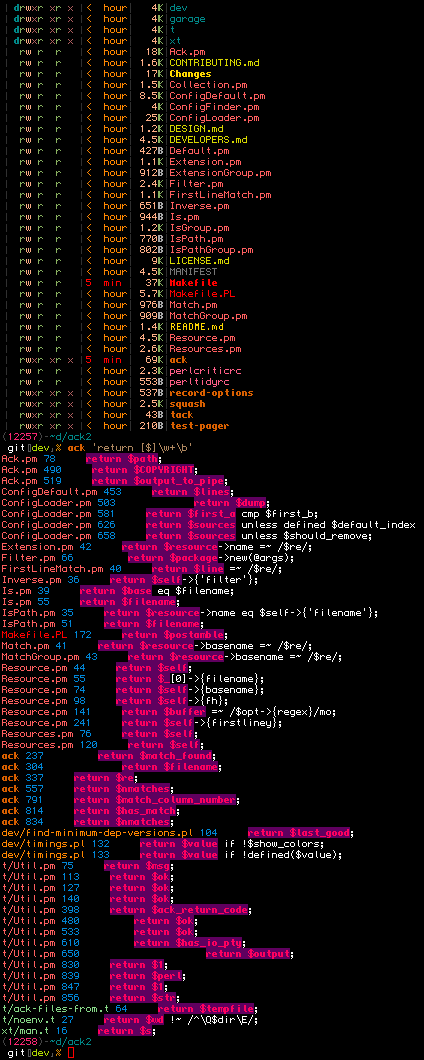 drwxr xr x < hour 4K dev
drwxr xr x < hour 4K garage
drwxr xr x < hour 4K t
drwxr xr x < hour 4K xt
rw r r < hour 18K Ack.pm
rw r r < hour 1.6K CONTRIBUTING.md
rw r r < hour 17K Changes
rw r r < hour 1.5K Collection.pm
rw r r < hour 8.5K ConfigDefault.pm
rw r r < hour 4K ConfigFinder.pm
rw r r < hour 25K ConfigLoader.pm
rw r r < hour 1.2K DESIGN.md
rw r r < hour 4.5K DEVELOPERS.md
rw r r < hour 427B Default.pm
rw r r < hour 1.1K Extension.pm
rw r r < hour 912B ExtensionGroup.pm
rw r r < hour 2.4K Filter.pm
rw r r < hour 1.1K FirstLineMatch.pm
rw r r < hour 651B Inverse.pm
rw r r < hour 944B Is.pm
rw r r < hour 1.2K IsGroup.pm
rw r r < hour 770B IsPath.pm
rw r r < hour 802B IsPathGroup.pm
rw r r < hour 9K LICENSE.md
rw r r < hour 4.5K MANIFEST
rw r r 5 min 37K Makefile
rw r r < hour 5.7K Makefile.PL
rw r r < hour 976B Match.pm
rw r r < hour 909B MatchGroup.pm
rw r r < hour 1.4K README.md
rw r r < hour 4.5K Resource.pm
rw r r < hour 2.6K Resources.pm
rwxr xr x 5 min 69K ack
rw r r < hour 2.3K perlcriticrc
rw r r < hour 553B perltidyrc
rwxr xr x < hour 537B record-options
rwxr xr x < hour 2.5K squash
rwxr xr x < hour 43B tack
rwxr xr x < hour 210B test-pager
(12257)-~d/ack2
git▯dev,% ack 'return [$]\w+\b'
Ack.pm 78 return $path;
Ack.pm 490 return $COPYRIGHT;
Ack.pm 519 return $output_to_pipe;
ConfigDefault.pm 453 return $lines;
ConfigLoader.pm 503 return $dump;
ConfigLoader.pm 581 return $first_a cmp $first_b;
ConfigLoader.pm 626 return $sources unless defined $default_index
ConfigLoader.pm 658 return $sources unless $should_remove;
Extension.pm 42 return $resource->name =~ /$re/;
Filter.pm 66 return $package->new(@args);
FirstLineMatch.pm 40 return $line =~ /$re/;
Inverse.pm 36 return $self->{'filter'};
Is.pm 39 return $base eq $filename;
Is.pm 55 return $filename;
IsPath.pm 35 return $resource->name eq $self->{'filename'};
IsPath.pm 51 return $filename;
Makefile.PL 172 return $postamble;
Match.pm 41 return $resource->basename =~ /$re/;
MatchGroup.pm 43 return $resource->basename =~ /$re/;
Resource.pm 44 return $self;
Resource.pm 55 return $_[0]->{filename};
Resource.pm 74 return $self->{basename};
Resource.pm 98 return $self->{fh};
Resource.pm 141 return $buffer =~ /$opt->{regex}/mo;
Resource.pm 241 return $self->{firstliney};
Resources.pm 76 return $self;
Resources.pm 120 return $self;
ack 237 return $match_found;
ack 304 return $filename;
ack 337 return $re;
ack 557 return $nmatches;
ack 791 return $match_column_number;
ack 814 return $has_match;
ack 834 return $nmatches;
dev/find-minimum-dep-versions.pl 104 return $last_good;
dev/timings.pl 132 return $value if !$show_colors;
dev/timings.pl 133 return $value if !defined($value);
t/Util.pm 75 return $msg;
t/Util.pm 113 return $ok;
t/Util.pm 127 return $ok;
t/Util.pm 140 return $ok;
t/Util.pm 398 return $ack_return_code;
t/Util.pm 480 return $ok;
t/Util.pm 533 return $ok;
t/Util.pm 610 return $has_io_pty;
t/Util.pm 650 return $output;
t/Util.pm 830 return $1;
t/Util.pm 839 return $perl;
t/Util.pm 847 return $1;
t/Util.pm 856 return $str;
t/ack-files-from.t 64 return $tempfile;
t/noenv.t 27 return $wd !~ /^\Q$dir\E/;
xt/man.t 16 return $s;
(12258)-~d/ack2
git▯dev,%